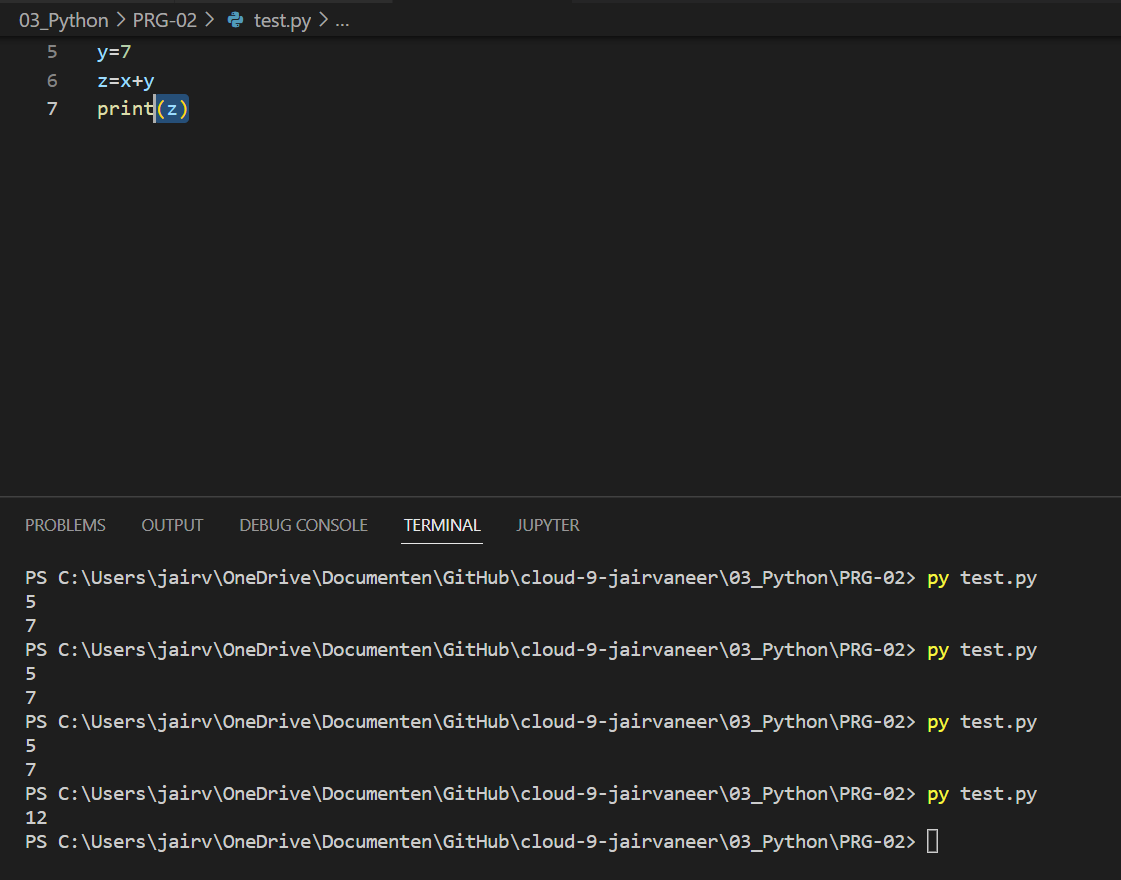 03_Python > PRG-02 > test.py > ...
5 y=7
6 z=x+y
7 print(z)
PROBLEMS OUTPUT DEBUG CONSOLE TERMINAL JUPYTER
PS C:\Users\jairv\OneDrive\Documenten\GitHub\cloud-9-jairvaneer\03_Python\PRG-02> py test.py
5
7
PS C:\Users\jairv\OneDrive\Documenten\GitHub\cloud-9-jairvaneer\03_Python\PRG-02> py test.py
5
7
PS C:\Users\jairv\OneDrive\Documenten\GitHub\cloud-9-jairvaneer\03_Python\PRG-02> py test.py
5
7
PS C:\Users\jairv\OneDrive\Documenten\GitHub\cloud-9-jairvaneer\03_Python\PRG-02> py test.py
12
PS C:\Users\jairv\OneDrive\Documenten\GitHub\cloud-9-jairvaneer\03_Python\PRG-02>